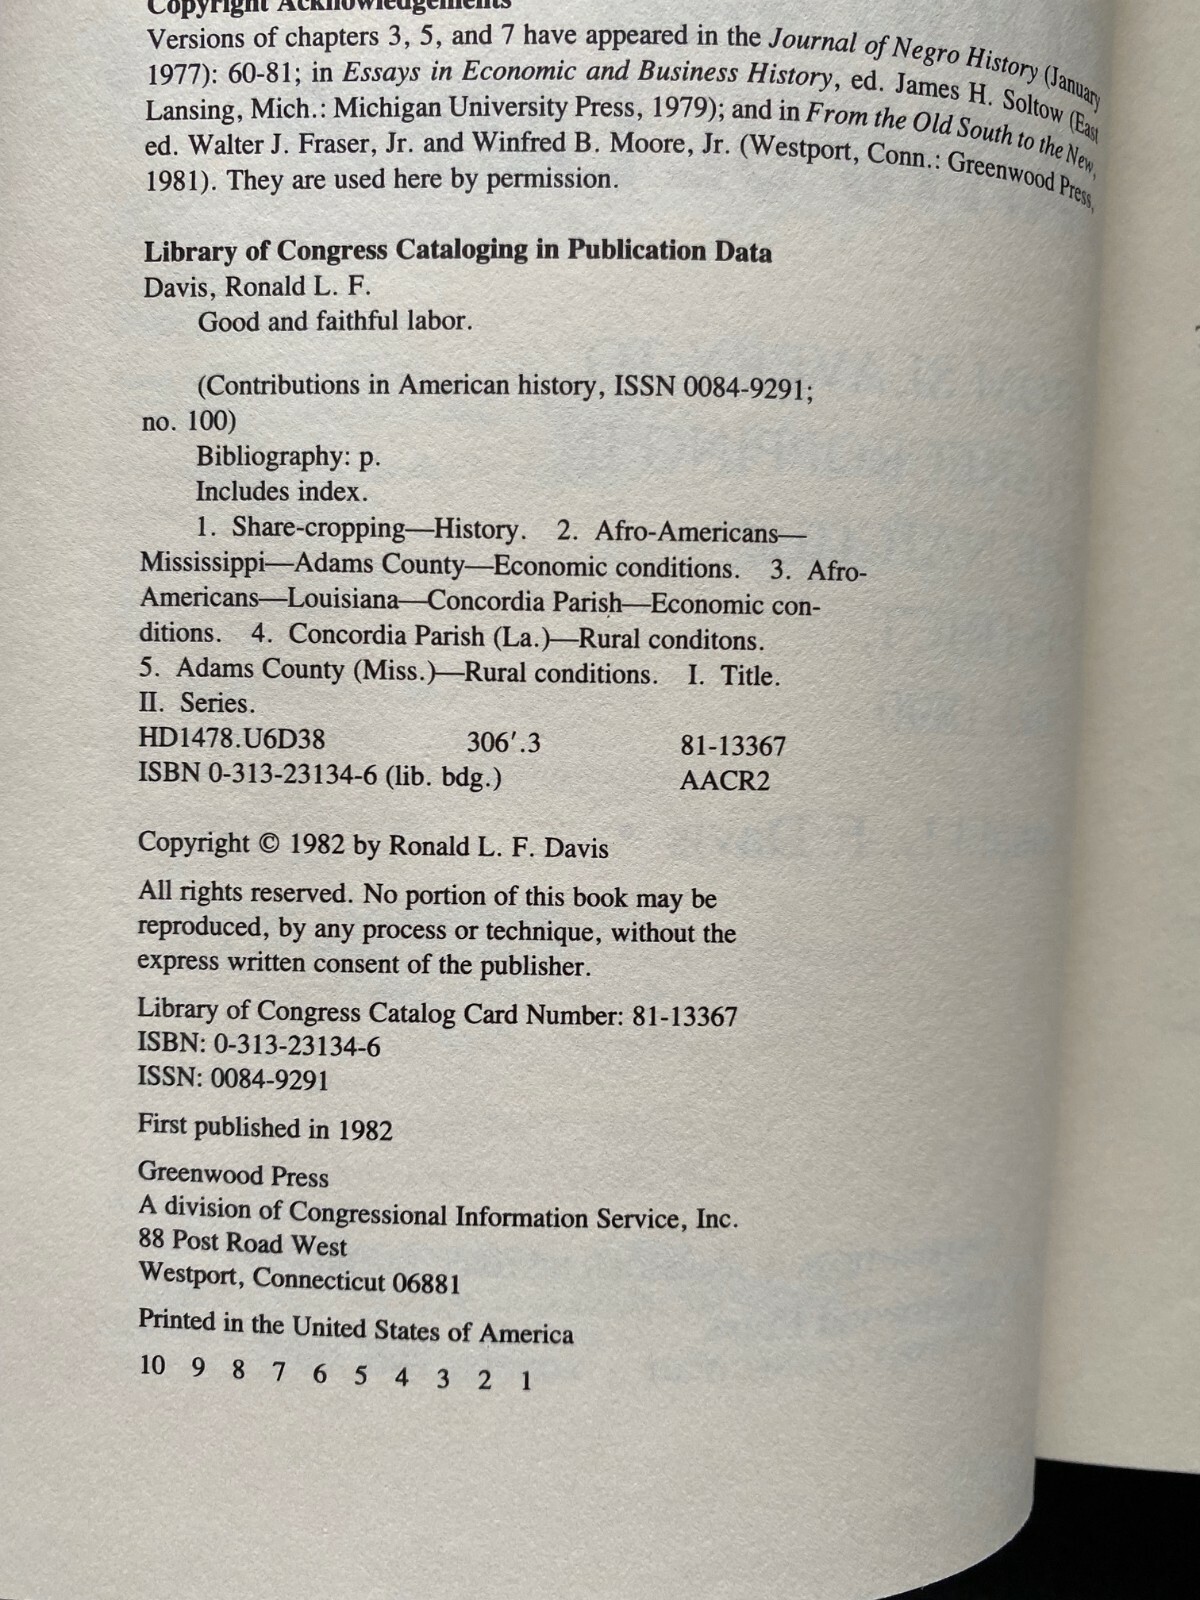 Copyright Acknowledgements
Versions of chapters 3, 5, and 7 have appeared in the Journal of Negro History (January
1977): 60-81; in Essays in Economic and Business History, ed. James H. Soltow (East
Lansing, Mich.: Michigan University Press, 1979); and in From the Old South to the New,
ed. Walter J. Fraser, Jr. and Winfred B. Moore, Jr. (Westport, Conn.: Greenwood Press,
1981). They are used here by permission.
Library of Congress Cataloging in Publication Data
Davis, Ronald L. F.
Good and faithful labor.
(Contributions in American history, ISSN 0084-9291;
no. 100)
Bibliography: p.
Includes index.
1. Share-cropping—History. 2. Afro-Americans—
Mississippi—Adams County—Economic conditions. 3. Afro-
Americans—Louisiana—Concordia Parish—Economic con-
ditions. 4. Concordia Parish (La.)—Rural conditons.
5. Adams County (Miss.)—Rural conditions. I. Title.
II. Series.
HD1478.U6D38 306′.3 81-13367
ISBN 0-313-23134-6 (lib. bdg.) AACR2
Copyright © 1982 by Ronald L. F. Davis
All rights reserved. No portion of this book may be
reproduced, by any process or technique, without the
express written consent of the publisher.
Library of Congress Catalog Card Number: 81-13367
ISBN: 0-313-23134-6
ISSN: 0084-9291
First published in 1982
Greenwood Press
A division of Congressional Information Service, Inc.
88 Post Road West
Westport, Connecticut 06881
Printed in the United States of America
10 9 8 7 6 5 4 3 2 1